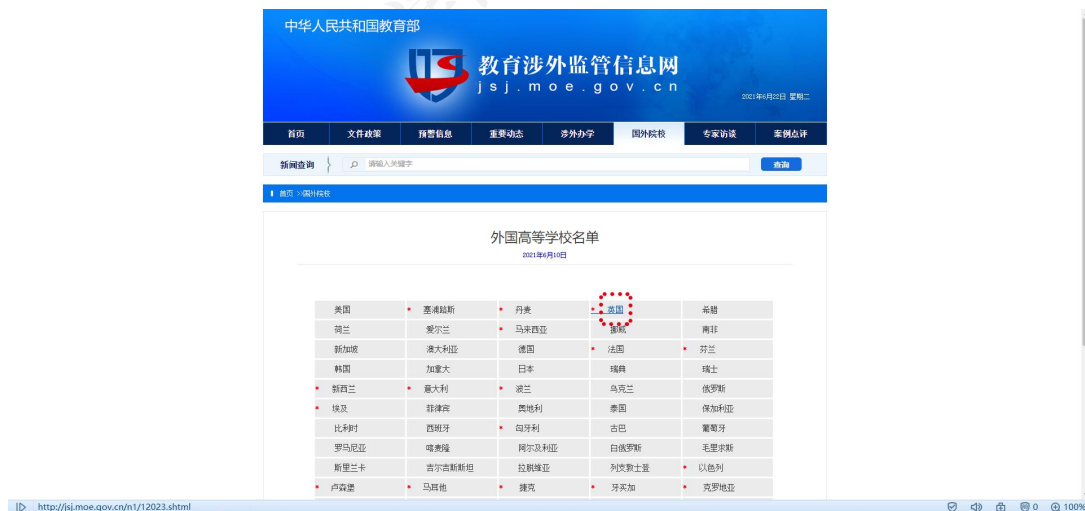 中华人民共和国教育部
教育涉外监管信息网
jsj.moe.gov.cn
2021年6月22日 星期二
首页 文件政策 预警信息 重要动态 涉外办学 国外院校 专家访谈 案例点评
新闻查询 请输入关键字 查询
首页 >>国外院校
外国高等学校名单
2021年6月10日
美国 * 塞浦路斯 * 丹麦 * 英国 希腊
荷兰 爱尔兰 * 马来西亚 挪威 南非
新加坡 澳大利亚 德国 * 法国 * 芬兰
韩国 加拿大 日本 瑞典 瑞士
* 新西兰 * 意大利 * 波兰 乌克兰 俄罗斯
* 埃及 菲律宾 奥地利 泰国 保加利亚
比利时 西班牙 * 匈牙利 古巴 葡萄牙
罗马尼亚 喀麦隆 阿尔及利亚 白俄罗斯 毛里求斯
斯里兰卡 吉尔吉斯斯坦 拉脱维亚 列支敦士登 * 以色列
* 卢森堡 * 马耳他 * 捷克 * 牙买加 * 克罗地亚
http://jsj.moe.gov.cn/n1/12023.shtml 0 100%